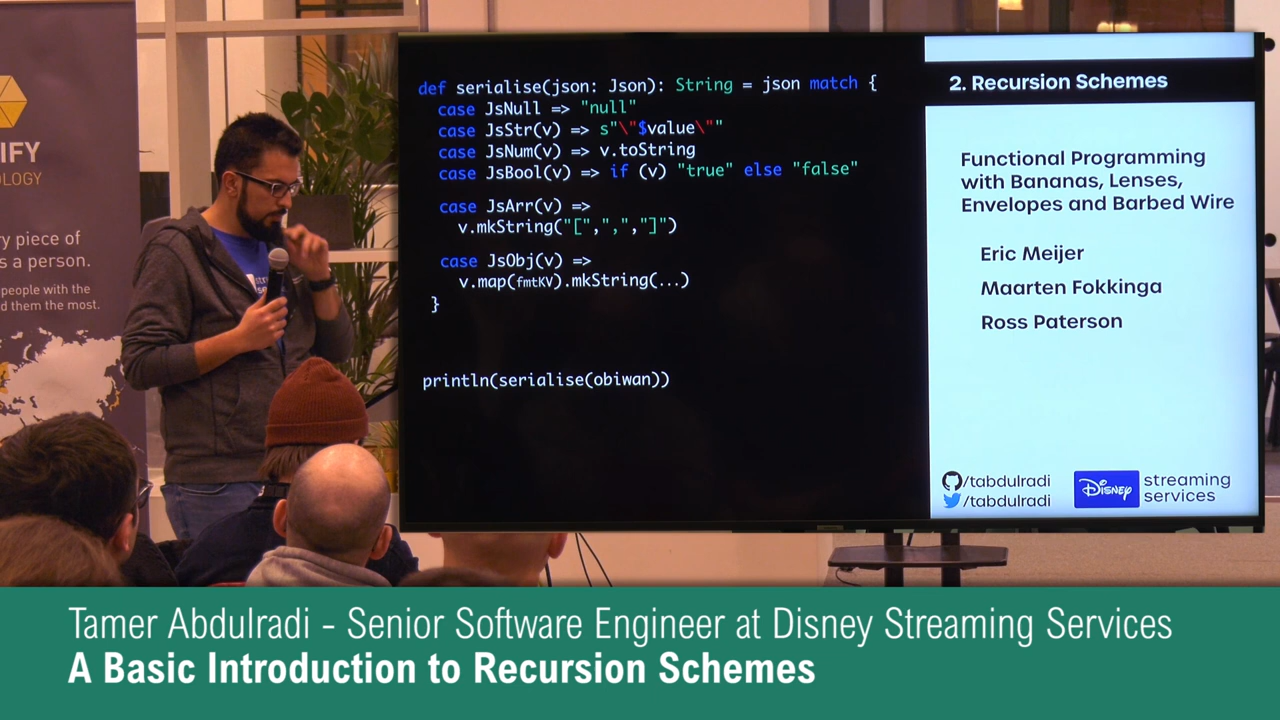 IFY
OLOGY
ry piece of
s a person.
people with the
d them the most.
def serialise(json: Json): String = json match {
case JsNull => "null"
case JsStr(v) => s"\"$value\""
case JsNum(v) => v.toString
case JsBool(v) => if (v) "true" else "false"
case JsArr(v) =>
v.mkString("[",",","]")
case JsObj(v) =>
v.map(fmtKV).mkString(...)
}
println(serialise(obiwan))
2. Recursion Schemes
Functional Programming
with Bananas, Lenses,
Envelopes and Barbed Wire
Eric Meijer
Maarten Fokkinga
Ross Paterson
/tabdulradi
/tabdulradi
Disney streaming
services
Tamer Abdulradi - Senior Software Engineer at Disney Streaming Services
A Basic Introduction to Recursion Schemes